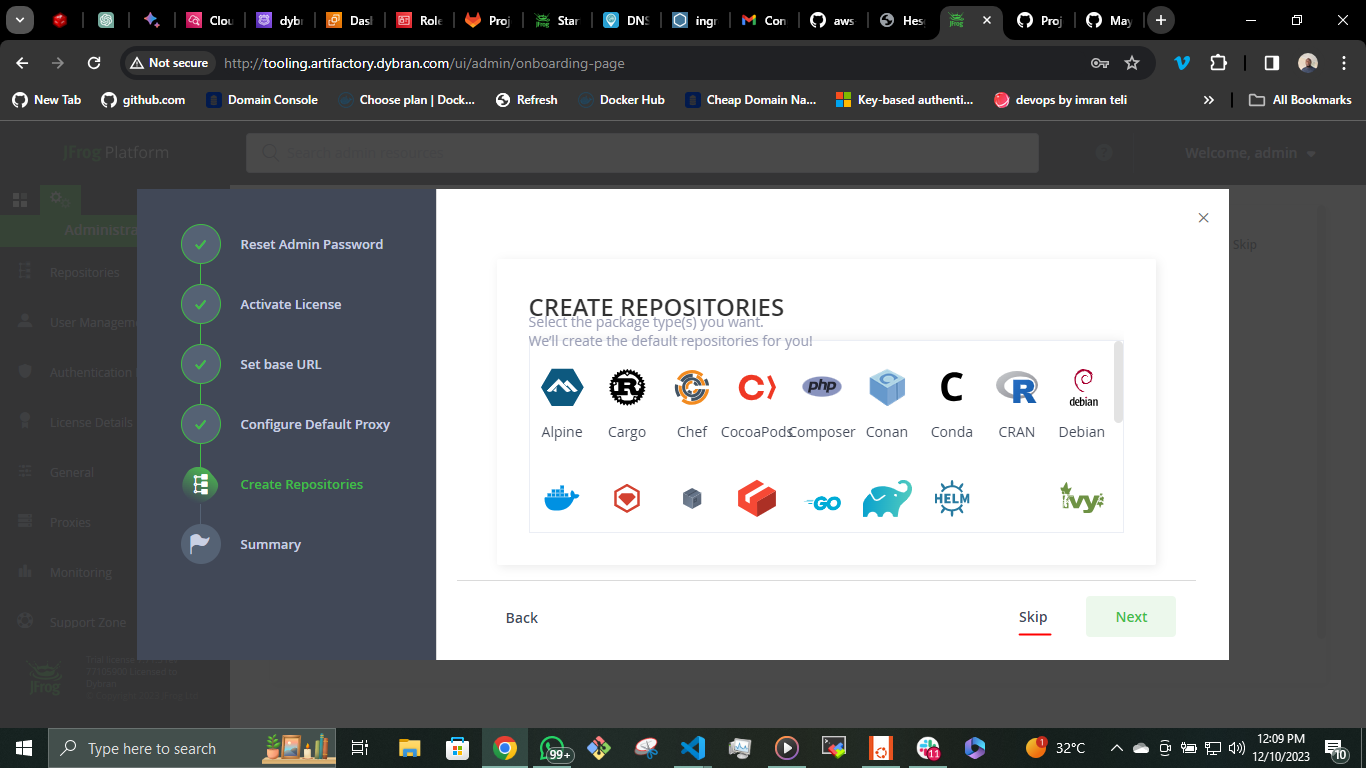 Clou
dybr
Das
Role
Proj
Star
DNS
ingr
Con
aws
Hes
Proj
May
Not secure
http://tooling.artifactory.dybran.com/ui/admin/onboarding-page
New Tab
github.com
Domain Console
Choose plan | Dock...
Refresh
Docker Hub
Cheap Domain Na...
Key-based authenti...
devops by imran teli
All Bookmarks
JFrog Platform
Search admin resources
Welcome, admin
Administra
Repositories
User Managem
Authentication
License Details
General
Proxies
Monitoring
Support Zone
JFrog
Dybran
Skip
Reset Admin Password
Activate License
Set base URL
Configure Default Proxy
Create Repositories
Summary
CREATE REPOSITORIES
Select the package type(s) you want.
We'll create the default repositories for you!
php
C
R
debian
Alpine
Cargo
Chef
CocoaPods
Composer
Conan
Conda
CRAN
Debian
GO
HELM
ivy
Back
Skip
Next
Type here to search
99+
11
1
32°C
12:09 PM
12/10/2023
10